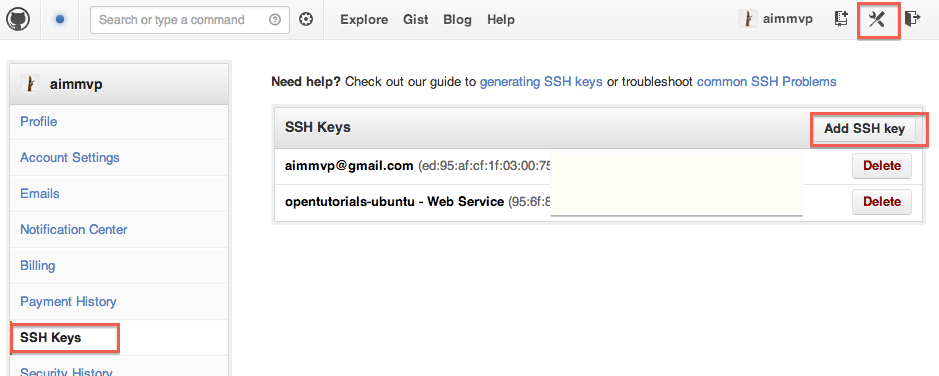 Search or type a command
Explore Gist Blog Help
aimmvp
aimmvp
Profile
Account Settings
Emails
Notification Center
Billing
Payment History
SSH Keys
Security History
Need help? Check out our guide to generating SSH keys or troubleshoot common SSH Problems
SSH Keys
Add SSH key
aimmvp@gmail.com (ed:95:af:cf:1f:03:00:75
Delete
opentutorials-ubuntu - Web Service (95:6f:
Delete